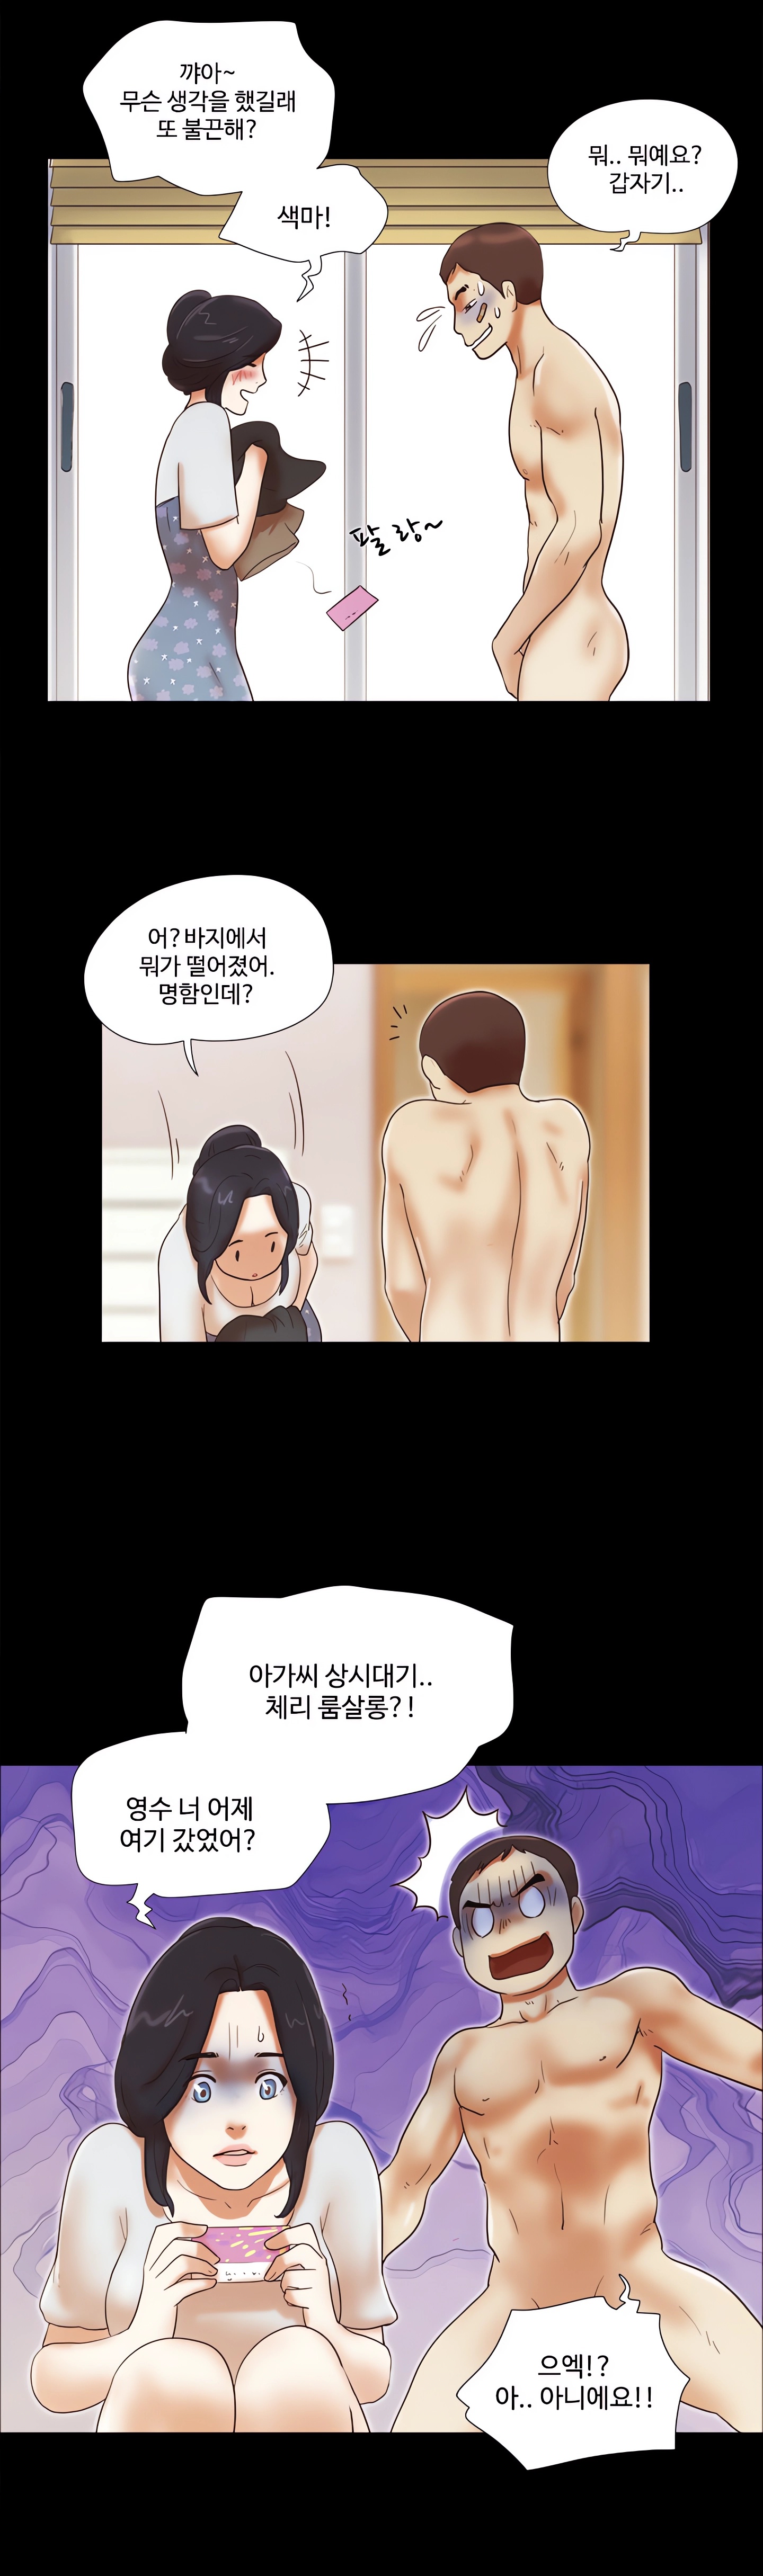 꺄아~
무슨 생각을 했길래
또 불끈해?
뭐.. 뭐예요?
갑자기..
색마!
팔랑~
어? 바지에서
뭐가 떨어졌어.
명함인데?
아가씨 상시대기..
체리 룸살롱?!
영수 너 어제
여기 갔었어?
으엑!?
아.. 아니에요!!